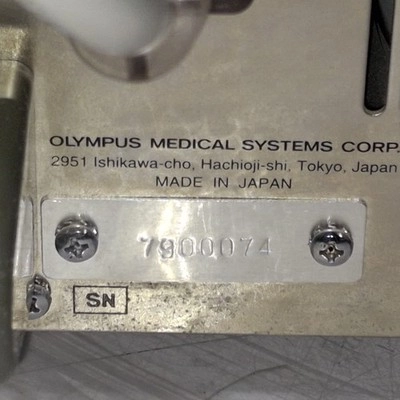 OLYMPUS MEDICAL SYSTEMS CORP.
2951 Ishikawa-cho, Hachioji-shi, Tokyo, Japan
MADE IN JAPAN
7900074
SN